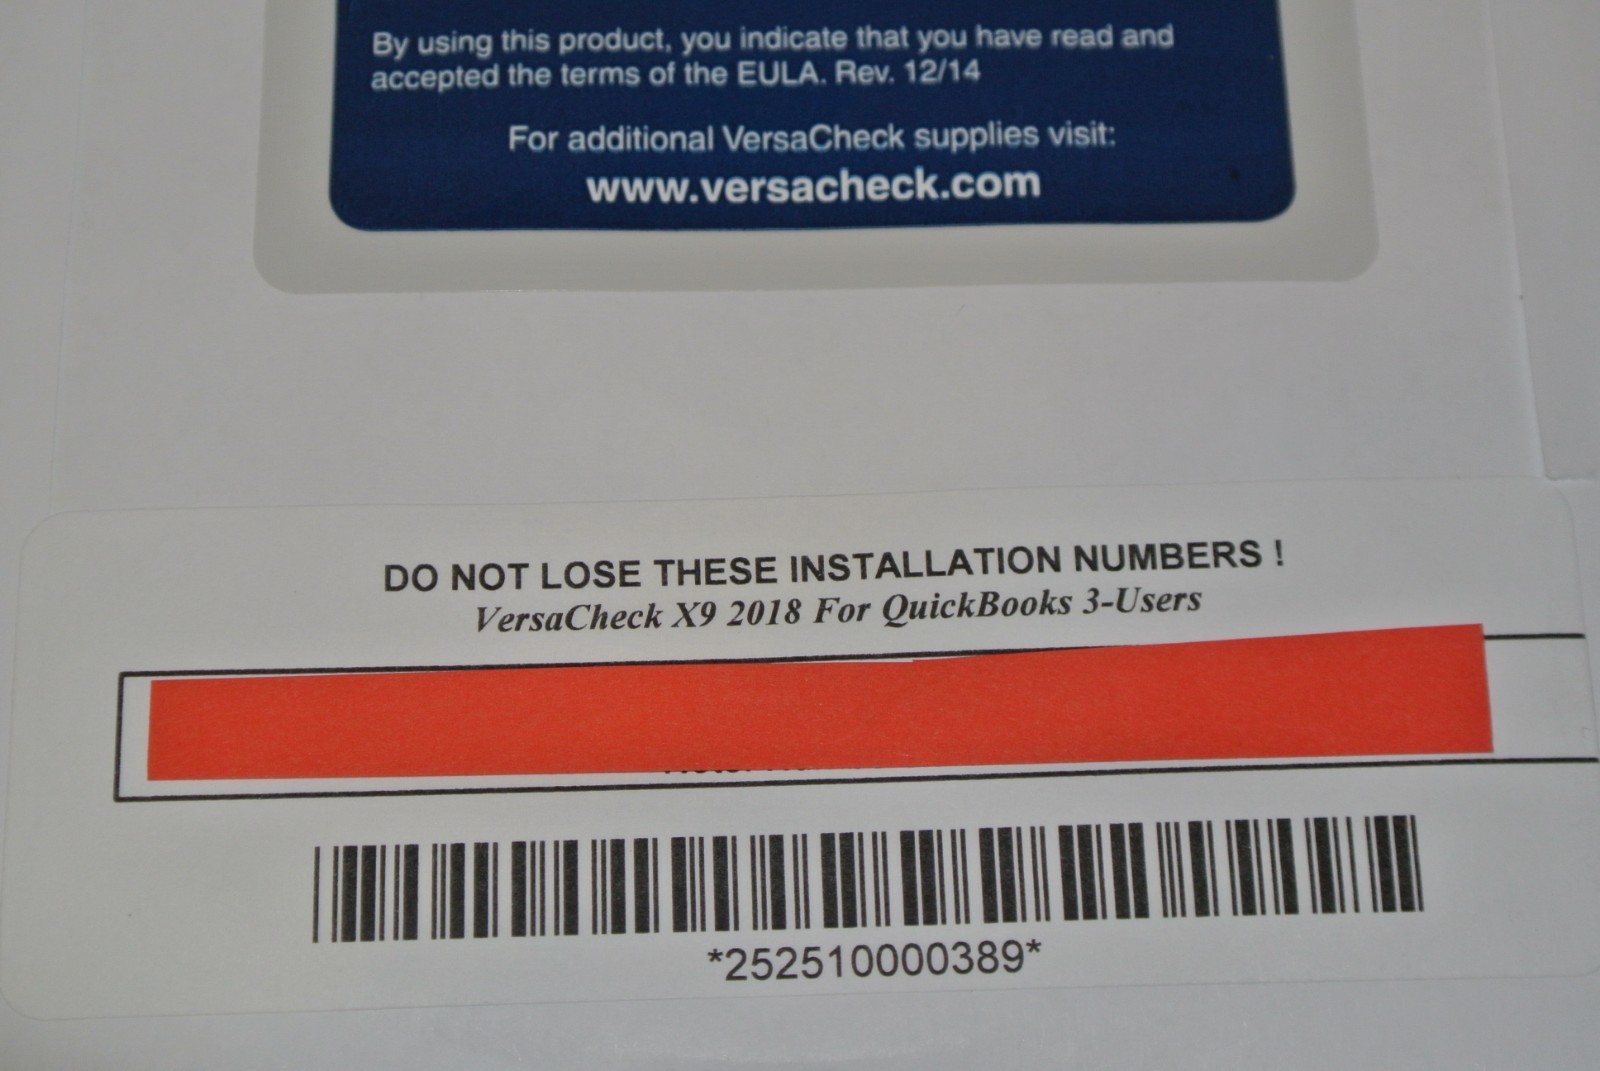 By using this product, you indicate that you have read and
accepted the terms of the EULA. Rev. 12/14
For additional VersaCheck supplies visit:
www.versacheck.com
DO NOT LOSE THESE INSTALLATION NUMBERS !
VersaCheck X9 2018 For QuickBooks 3-Users
*252510000389*